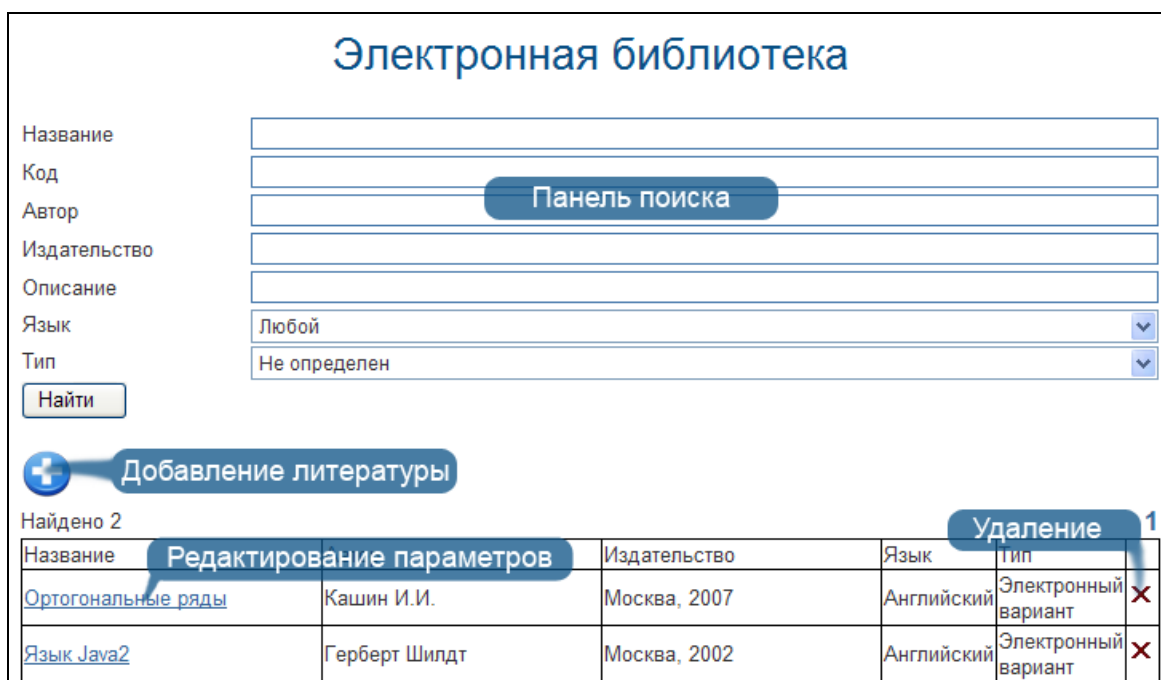 Электронная библиотека
Название
Код
Панель поиска
Автор
Издательство
Описание
Язык Любой
Тип Не определен
Найти
Добавление литературы
Найдено 2 Удаление 1
Название Редактирование параметров Издательство Язык Тип
Ортогональные ряды Кашин И.И. Москва, 2007 Английский Электронный
вариант
Язык Java2 Герберт Шилдт Москва, 2002 Английский Электронный
вариант